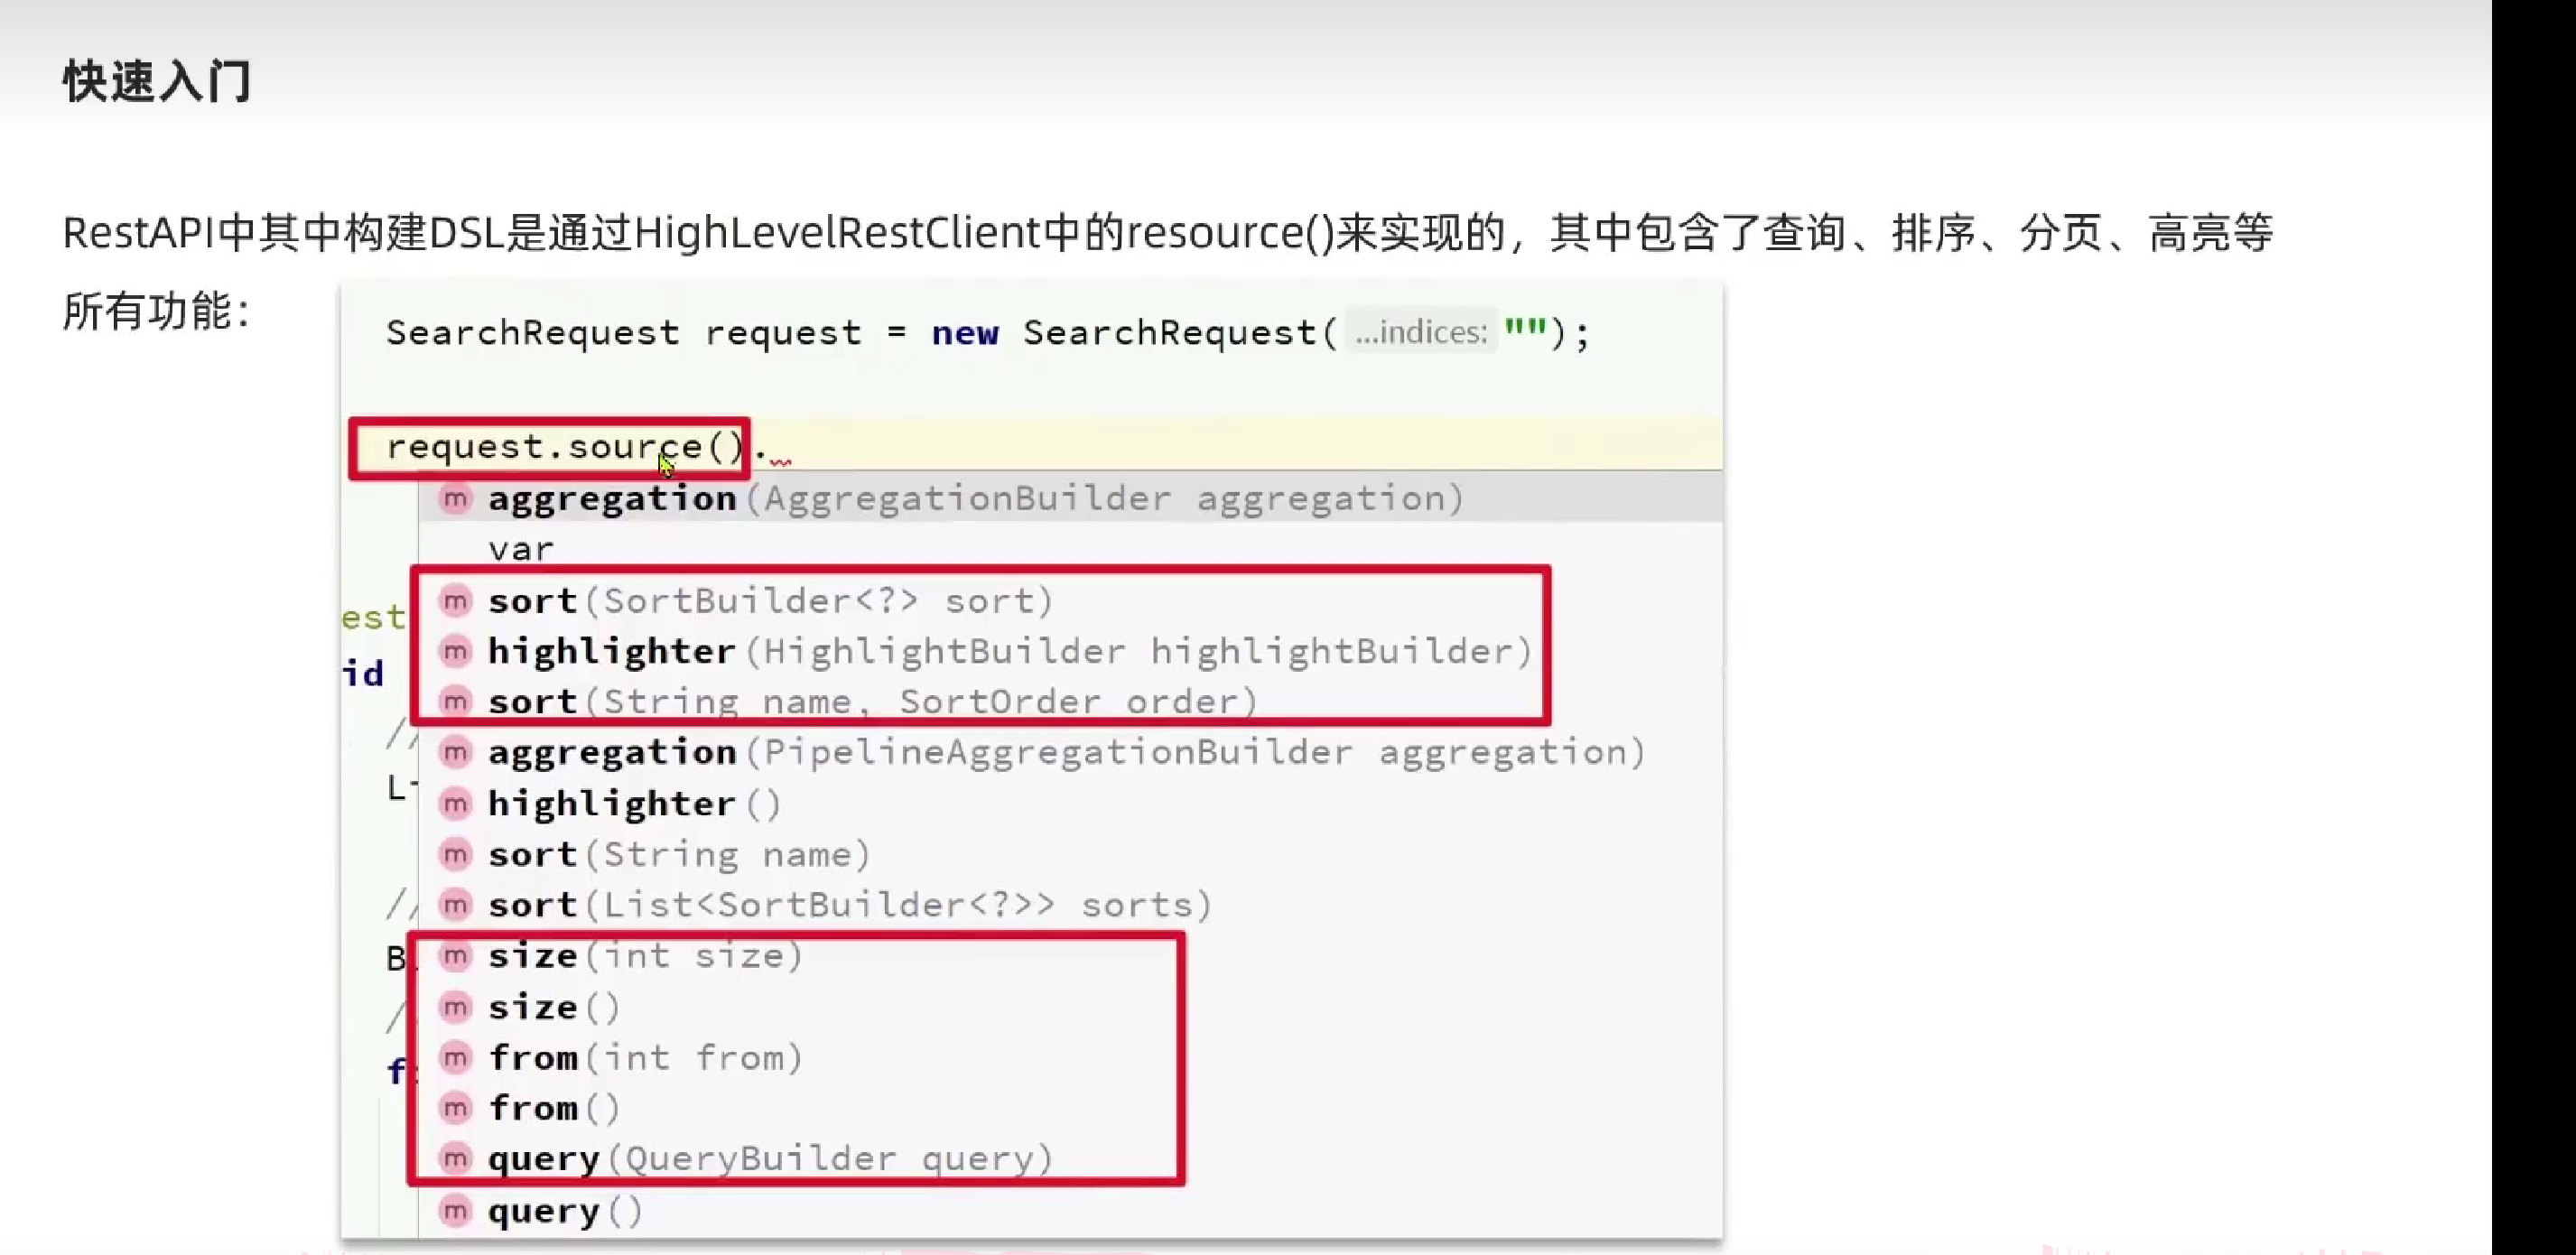 快速入门
RestAPI中其中构建DSL是通过HighLevelRestClient中的resource()来实现的，其中包含了查询、排序、分页、高亮等
所有功能：
SearchRequest request = new SearchRequest( ...indices: "");
request.source().
m aggregation(AggregationBuilder aggregation)
var
est m sort(SortBuilder<?> sort)
id m highlighter(HighlightBuilder highlightBuilder)
m sort(String name, SortOrder order)
// m aggregation(PipelineAggregationBuilder aggregation)
m highlighter()
m sort(String name)
// m sort(List<SortBuilder<?>> sorts)
B m size(int size)
/ m size()
f m from(int from)
m from()
m query(QueryBuilder query)
m query()